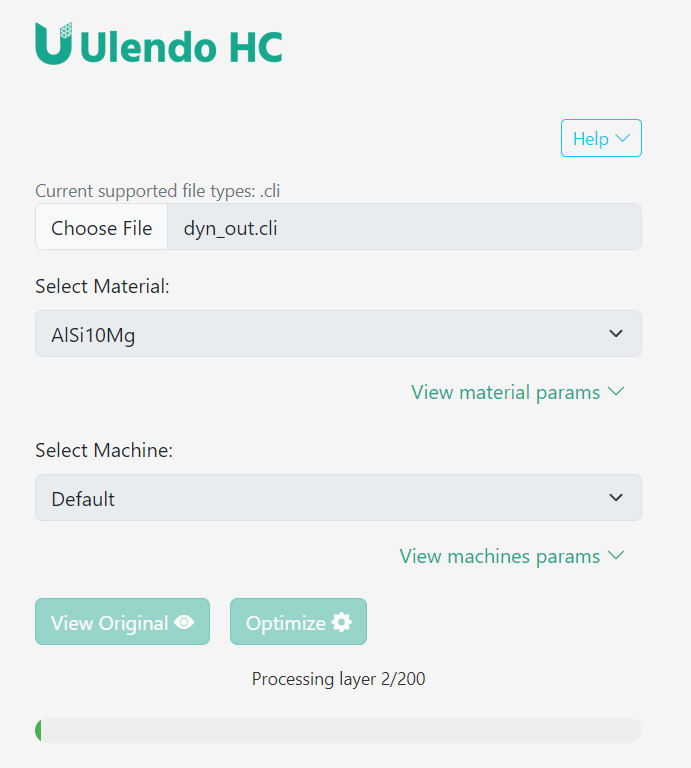 Ulendo HC
Help
Current supported file types: .cli
Choose File dyn_out.cli
Select Material:
AlSi10Mg
View material params
Select Machine:
Default
View machines params
View Original Optimize
Processing layer 2/200